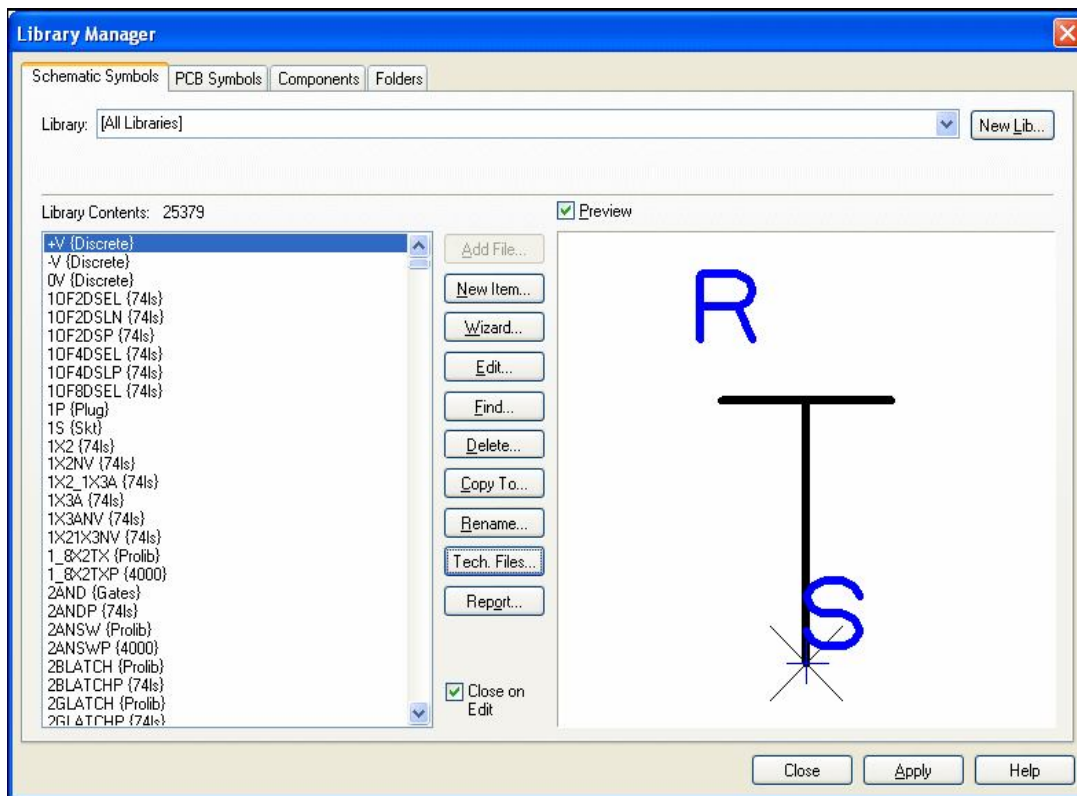 Library Manager
Schematic Symbols PCB Symbols Components Folders
Library: [All Libraries] New Lib...
Library Contents: 25379
Preview
+V {Discrete}
-V {Discrete}
0V {Discrete}
1OF2DSEL {74ls}
1OF2DSLN {74ls}
1OF2DSP {74ls}
1OF4DSEL {74ls}
1OF4DSLP {74ls}
1OF8DSEL {74ls}
1P {Plug}
1S {Skt}
1X2 {74ls}
1X2NV {74ls}
1X2_1X3A {74ls}
1X3A {74ls}
1X3ANV {74ls}
1X21X3NV {74ls}
1_8X2TX {Prolib}
1_8X2TXP {4000}
2AND {Gates}
2ANDP {74ls}
2ANSW {Prolib}
2ANSWP {4000}
2BLATCH {Prolib}
2BLATCHP {74ls}
2GLATCH {Prolib}
2GLATCHP {74ls}
Add File...
New Item...
Wizard...
Edit...
Find...
Delete...
Copy To...
Rename...
Tech. Files...
Report...
Close on
Edit
R
S
Close Apply Help